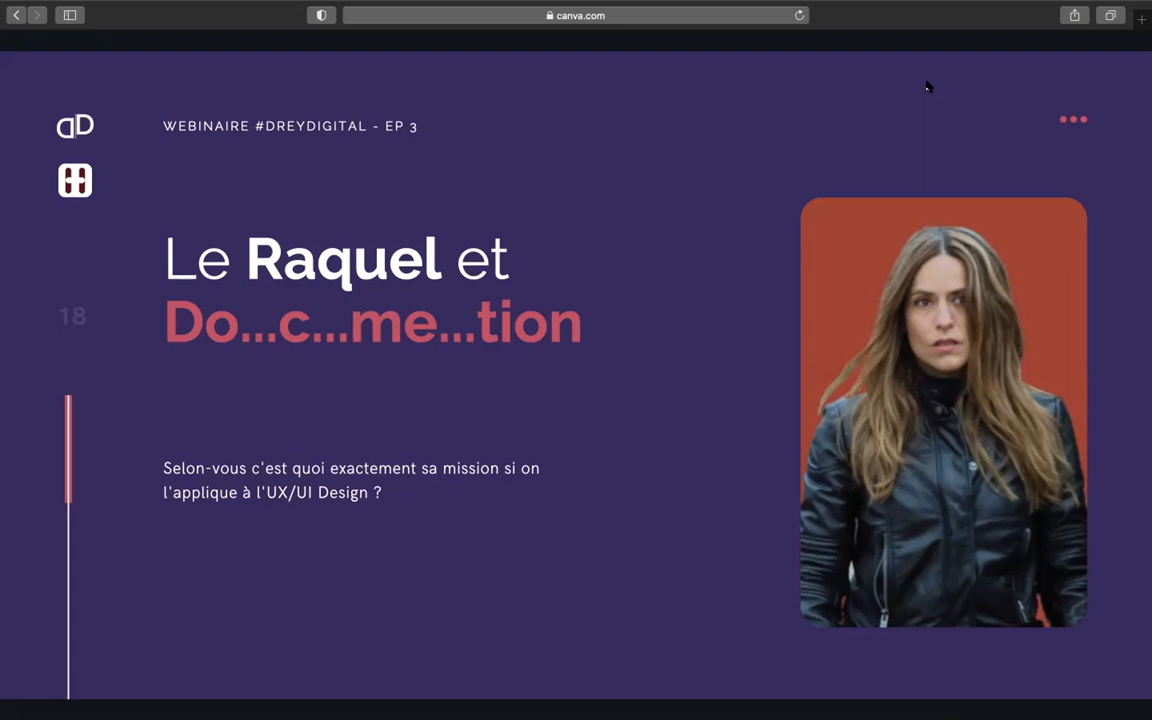 canva.com
WEBINAIRE #DREYDIGITAL - EP 3
Le Raquel et
Do...c...me...tion
18
Selon-vous c'est quoi exactement sa mission si on
l'applique à l'UX/UI Design ?